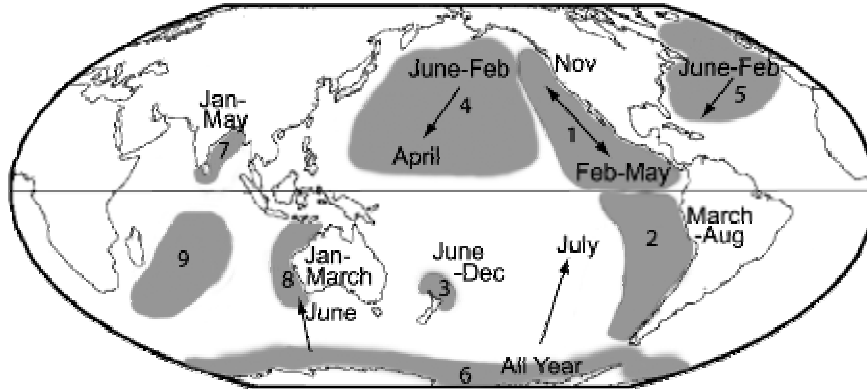 June-Feb
4
April
Nov
1
Feb-May
June-Feb
5
Jan-
May
7
9
8
Jan-
March
June
June
-Dec
3
July
2
March
-Aug
6
All Year